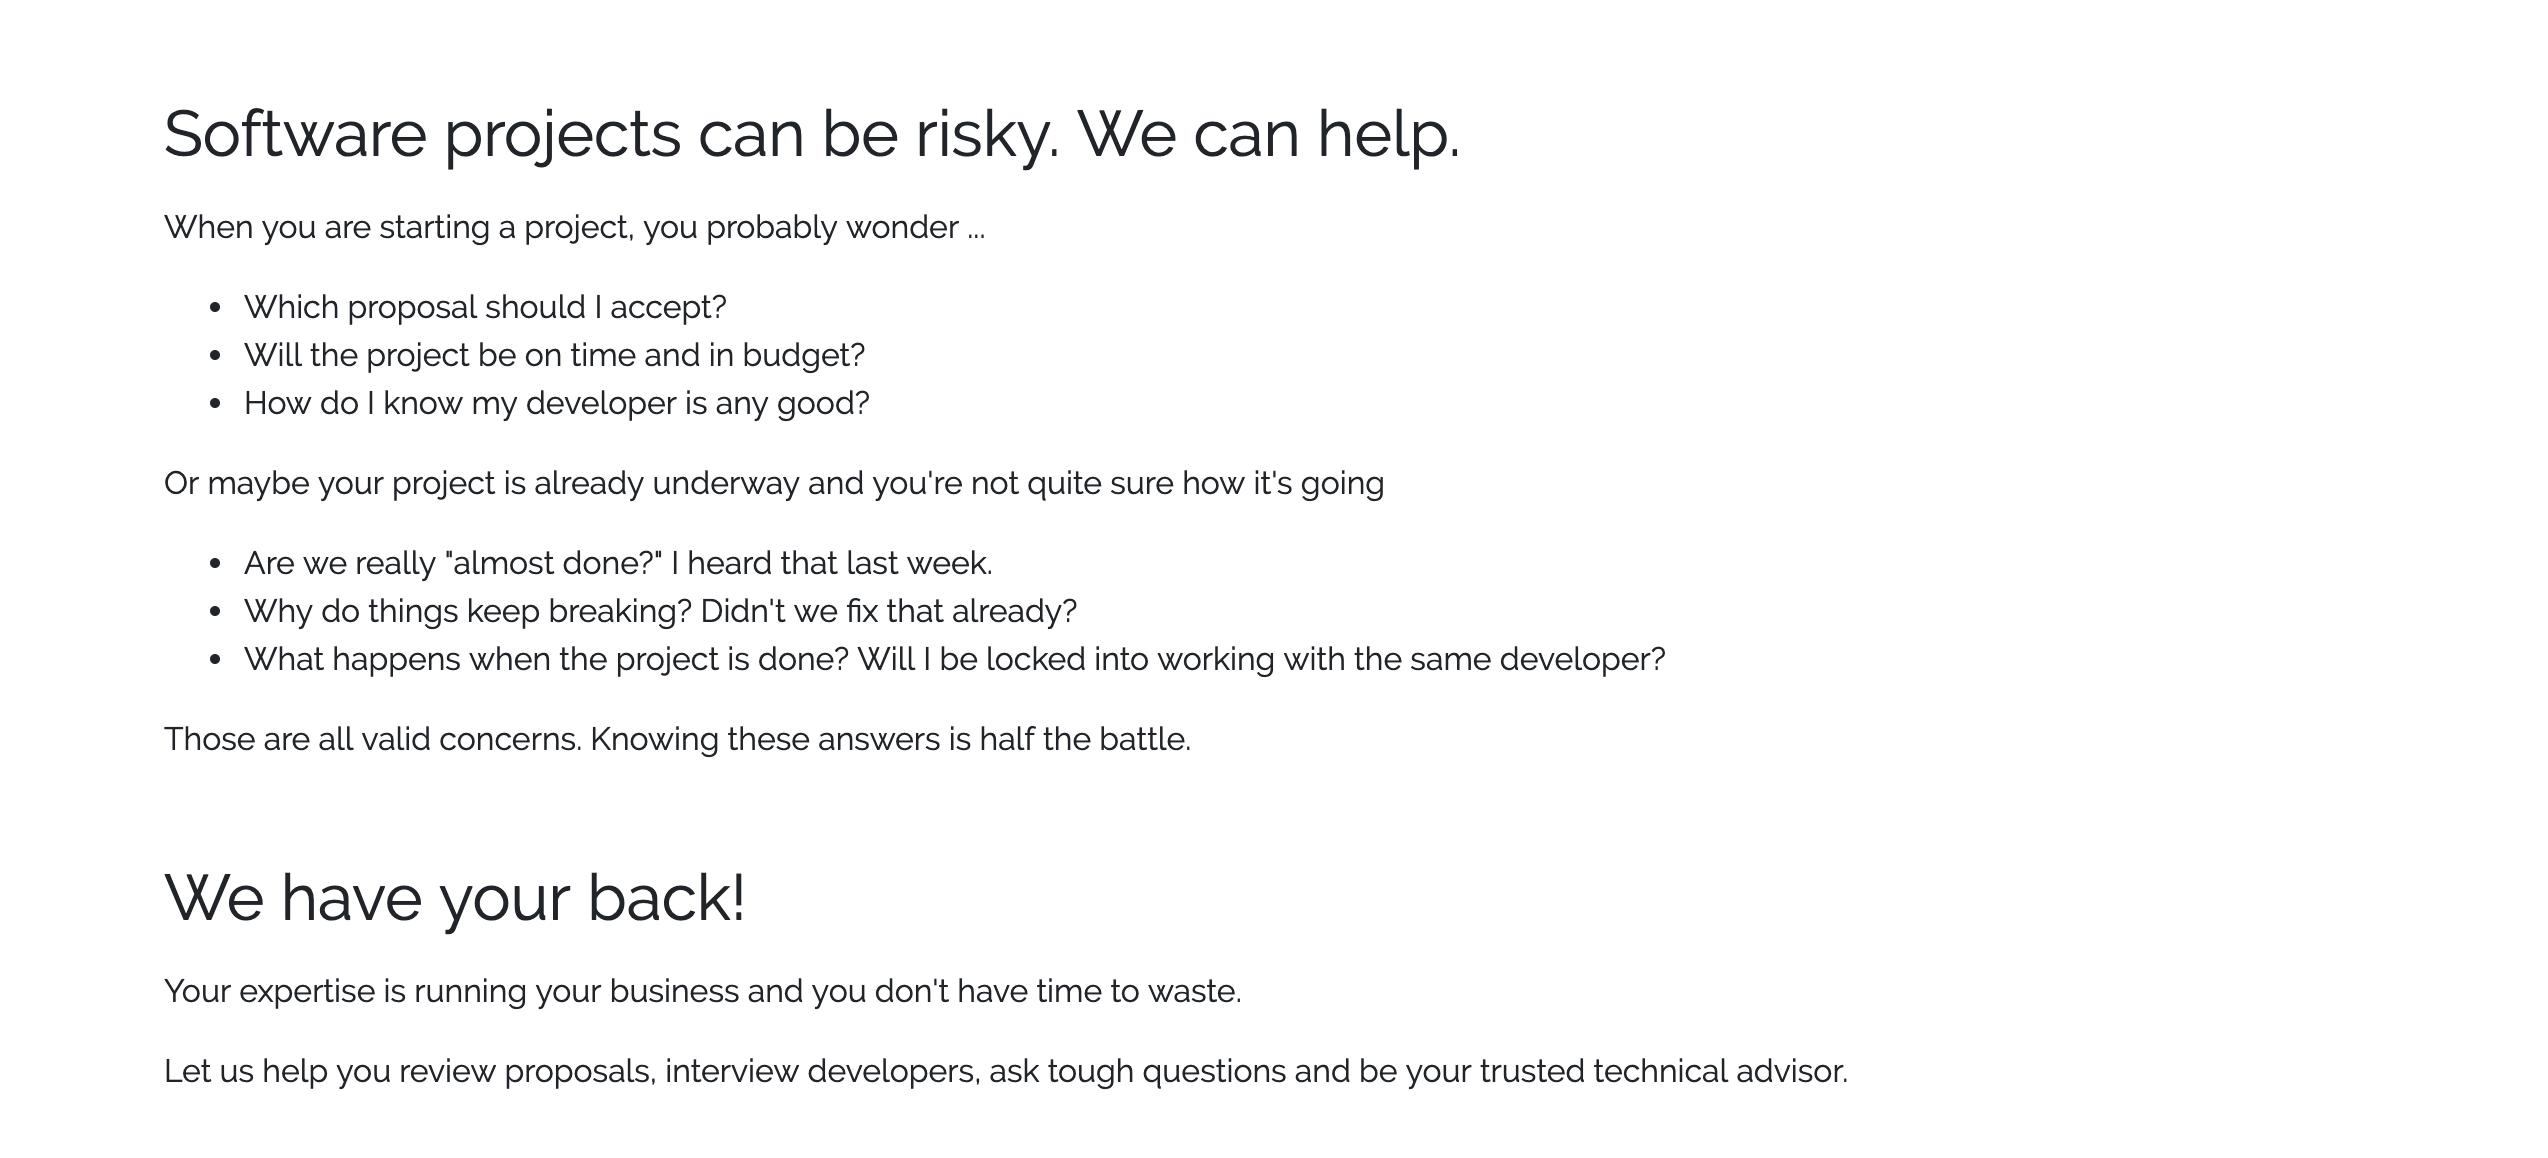 Software projects can be risky. We can help.
When you are starting a project, you probably wonder ...
• Which proposal should I accept?
• Will the project be on time and in budget?
• How do I know my developer is any good?
Or maybe your project is already underway and you're not quite sure how it's going
• Are we really "almost done?" I heard that last week.
• Why do things keep breaking? Didn't we fix that already?
• What happens when the project is done? Will I be locked into working with the same developer?
Those are all valid concerns. Knowing these answers is half the battle.
We have your back!
Your expertise is running your business and you don't have time to waste.
Let us help you review proposals, interview developers, ask tough questions and be your trusted technical advisor.